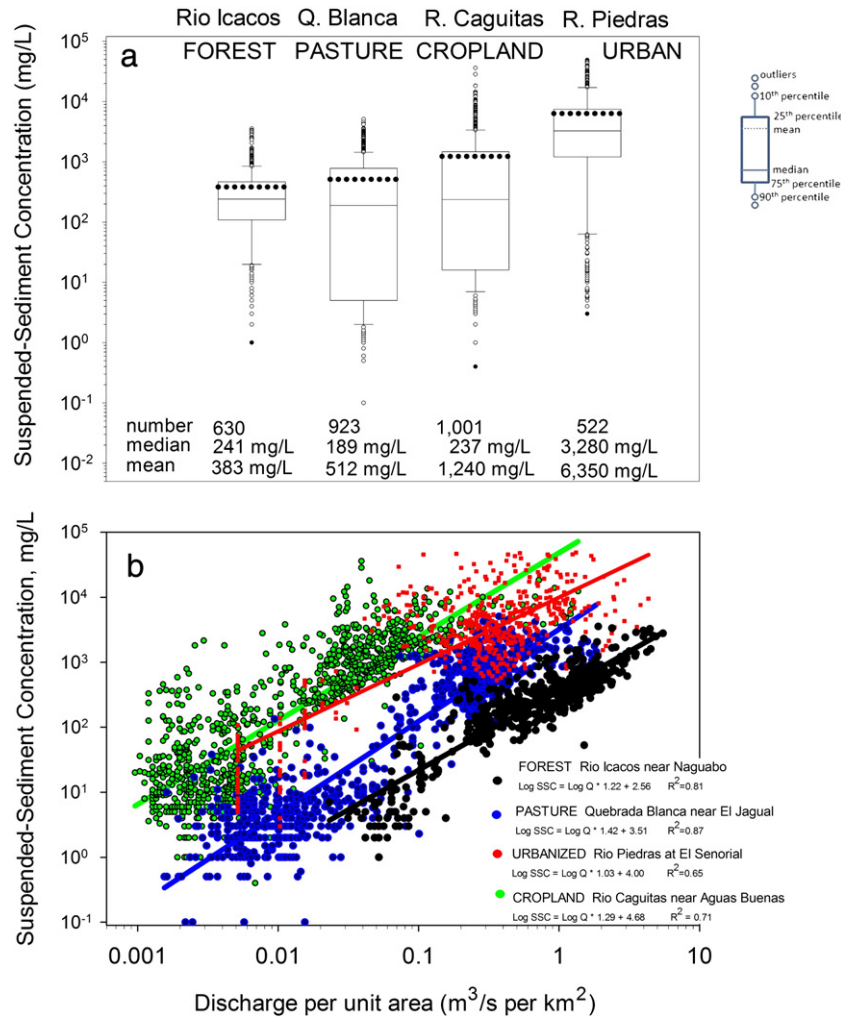 Rio Icacos Q. Blanca R. Caguitas R. Piedras
FOREST PASTURE CROPLAND URBAN
a
Suspended-Sediment Concentration (mg/L)
10^5
10^4
10^3
10^2
10^1
10^0
10^-1
10^-2
number 630 923 1,001 522
median 241 mg/L 189 mg/L 237 mg/L 3,280 mg/L
mean 383 mg/L 512 mg/L 1,240 mg/L 6,350 mg/L
outliers
10th percentile
25th percentile
mean
median
75th percentile
90th percentile
b
Suspended-Sediment Concentration, mg/L
10^5
10^4
10^3
10^2
10^1
10^0
10^-1
FOREST Rio Icacos near Naguabo
Log SSC = Log Q * 1.22 + 2.56 R^2=0.81
PASTURE Quebrada Blanca near El Jagual
Log SSC = Log Q * 1.42 + 3.51 R^2=0.87
URBANIZED Rio Piedras at El Senorial
Log SSC = Log Q * 1.03 + 4.00 R^2=0.65
CROPLAND Rio Caguitas near Aguas Buenas
Log SSC = Log Q * 1.29 + 4.68 R^2 = 0.71
0.001 0.01 0.1 1 10
Discharge per unit area (m^3/s per km^2)